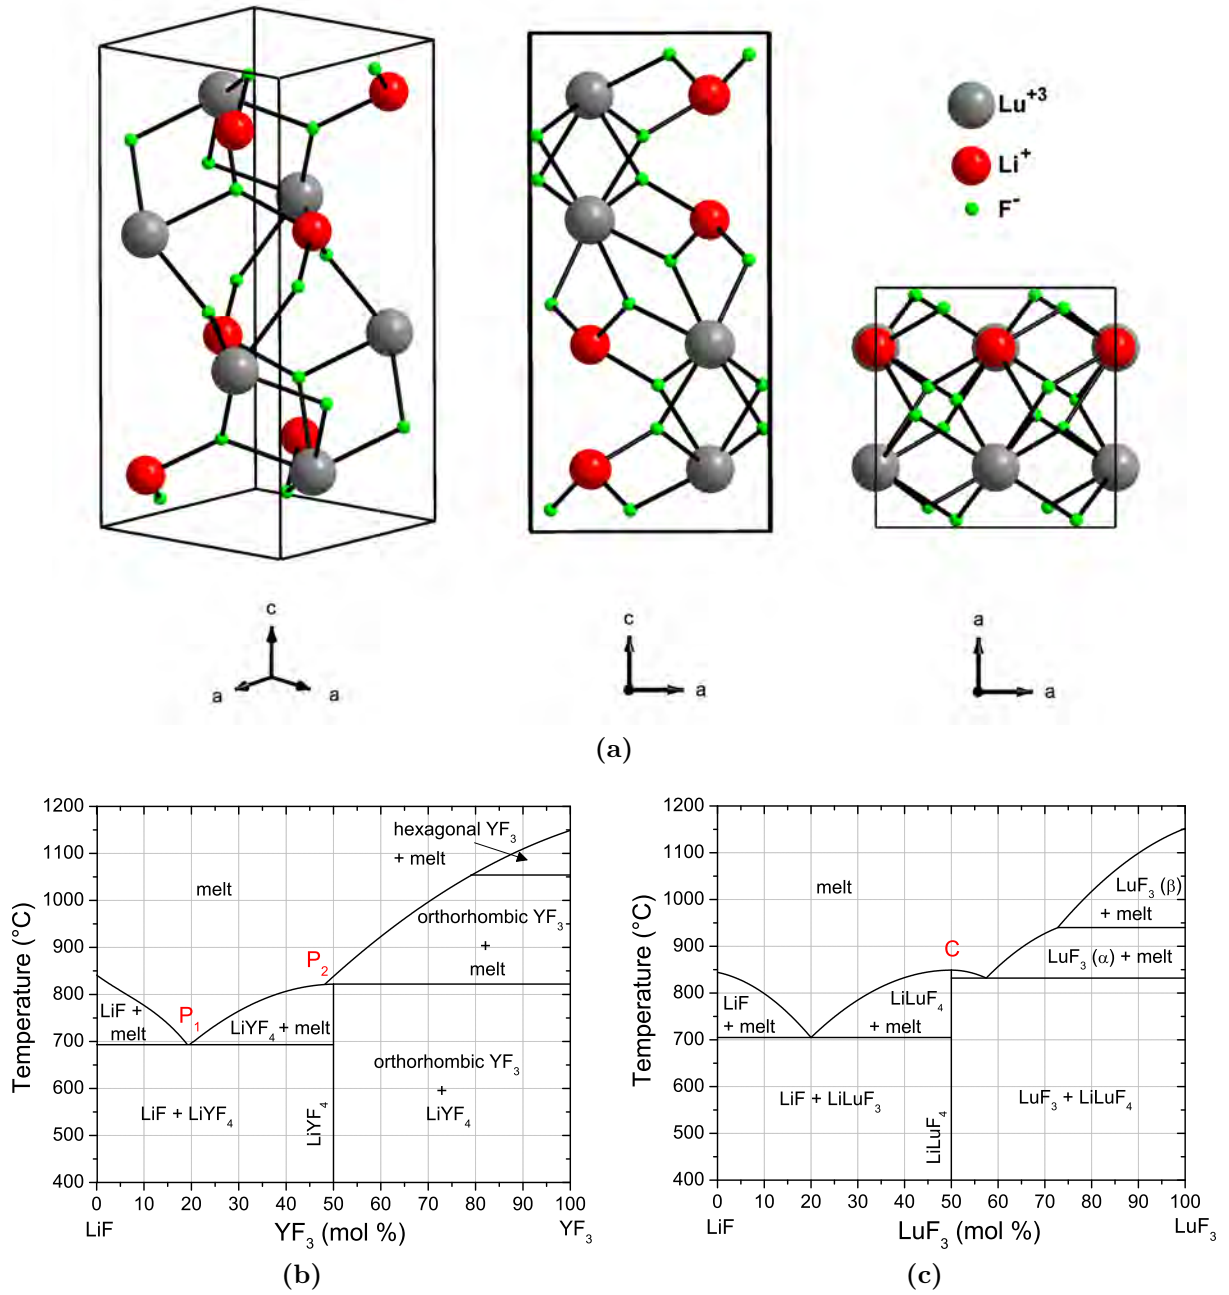 Lu+3
Li+
F-
c
a
a
c
a
a
a
(a)
1200
1100
1000
900
800
700
600
500
400
Temperature (°C)
hexagonal YF3
+ melt
melt
orthorhombic YF3
+
melt
P2
P1
LiF +
melt
LiYF4 + melt
orthorhombic YF3
+
LiYF4
LiF + LiYF4
LiYF4
0 10 20 30 40 50 60 70 80 90 100
LiF
YF3 (mol %)
YF3
(b)
1200
1100
1000
900
800
700
600
500
400
Temperature (°C)
melt
LuF3 (β)
+ melt
C
LuF3 (α) + melt
LiF
+ melt
LiLuF4
+ melt
LiF + LiLuF3
LuF3 + LiLuF4
LiLuF4
0 10 20 30 40 50 60 70 80 90 100
LiF
LuF3 (mol %)
LuF3
(c)